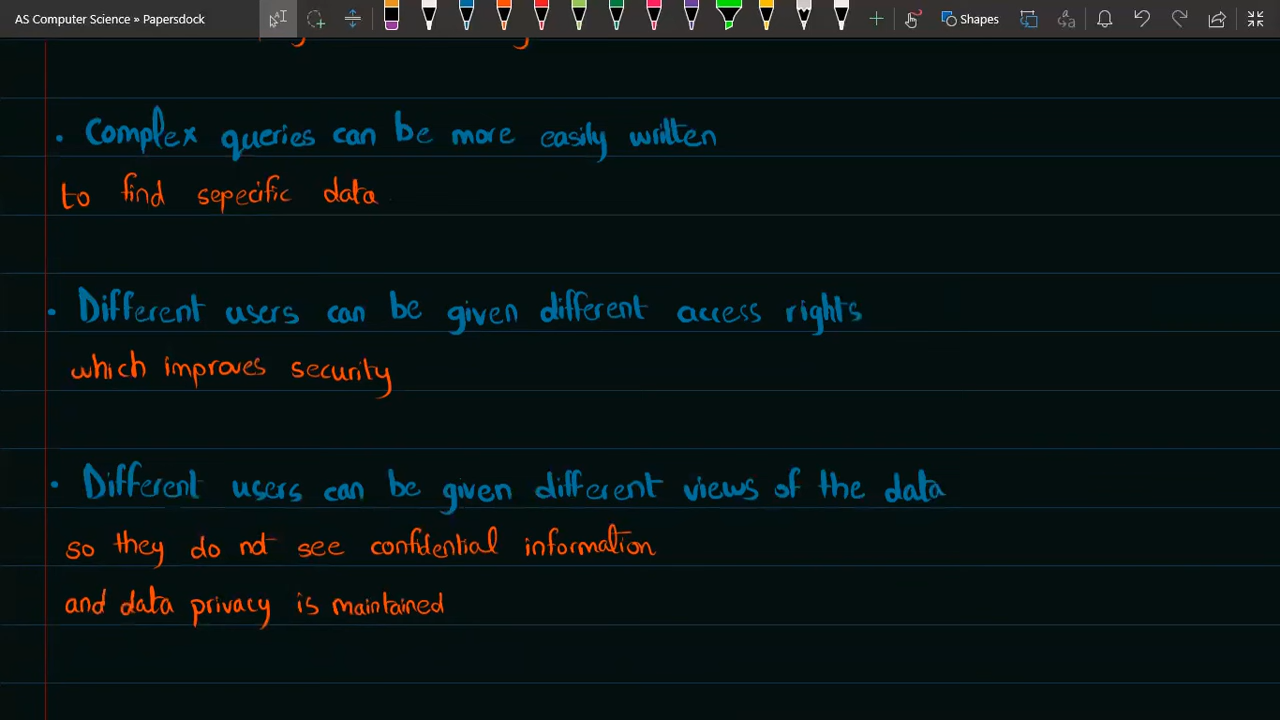 AS Computer Science » Papersdock
Shapes
• Complex queries can be more easily written
to find sepecific data
• Different users can be given different access rights
which improves security
• Different users can be given different views of the data
so they do not see confidential information
and data privacy is maintained